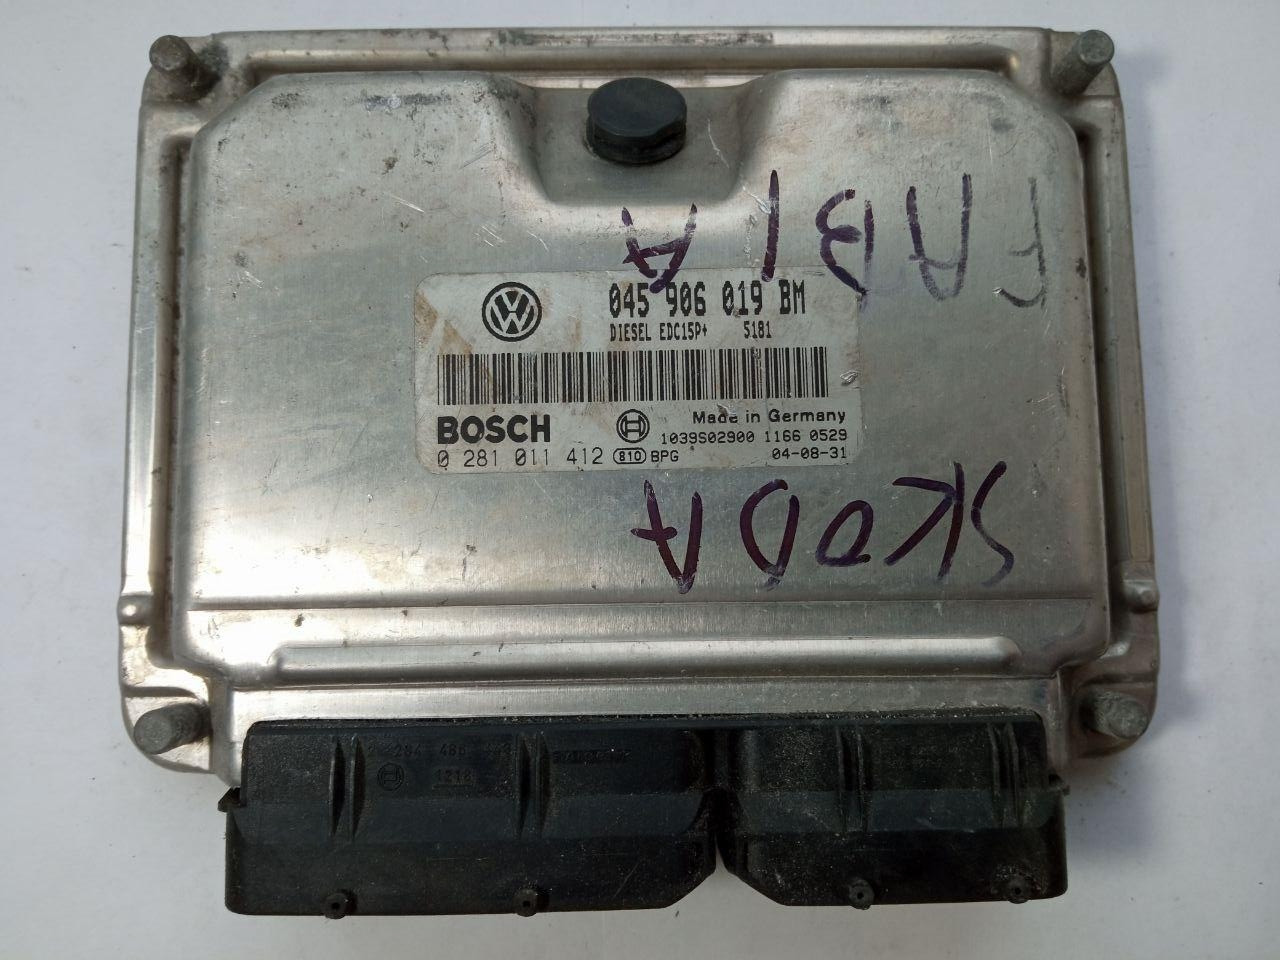 FABIA
045 906 019 BM
DIESEL EDC15P+ 5181
BOSCH
Made in Germany
1039S02900 1166 0529
0 281 011 412 810 BPG 04-08-31
SKODA
1218